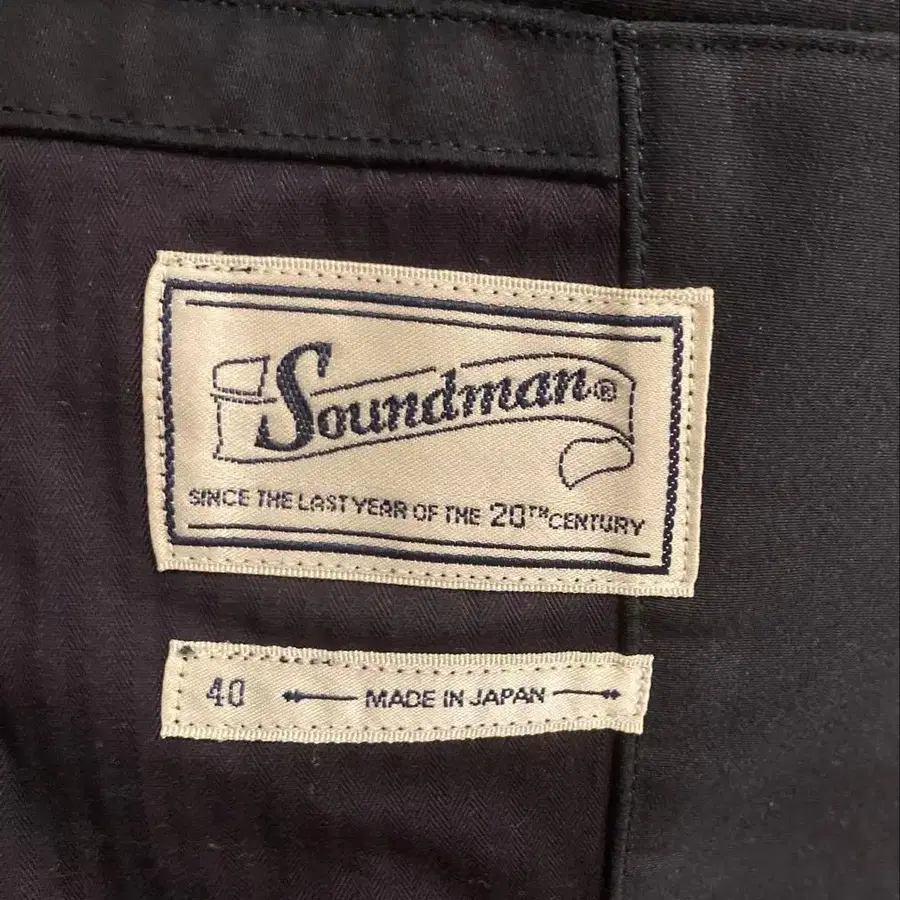 Soundman®
SINCE THE LAST YEAR OF THE 20TH CENTURY
40 MADE IN JAPAN